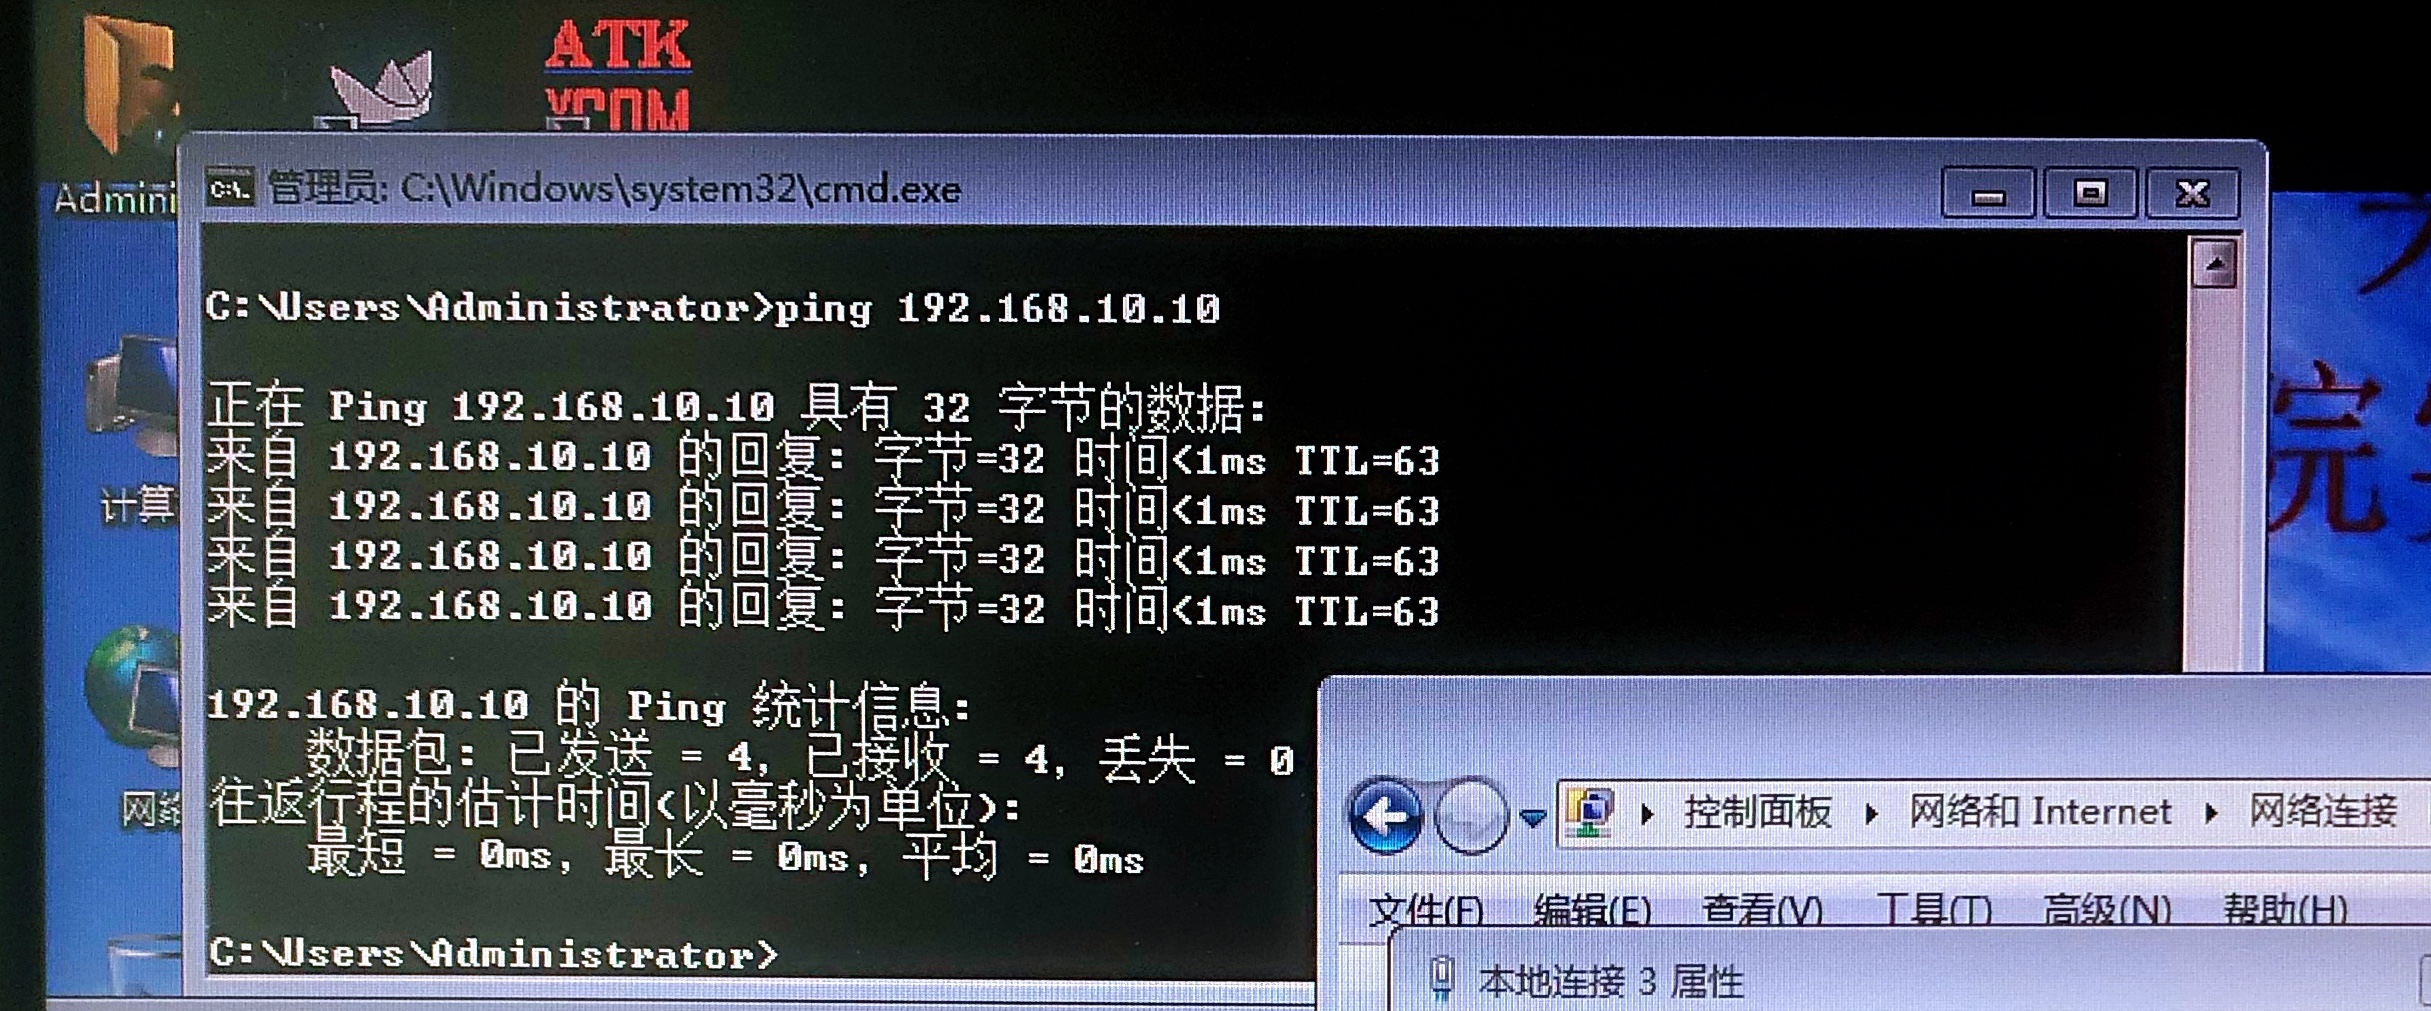 ATK
XCOM
Admini
管理员: C:\Windows\system32\cmd.exe
C:\Users\Administrator>ping 192.168.10.10
正在 Ping 192.168.10.10 具有 32 字节的数据:
来自 192.168.10.10 的回复: 字节=32 时间<1ms TTL=63
来自 192.168.10.10 的回复: 字节=32 时间<1ms TTL=63
来自 192.168.10.10 的回复: 字节=32 时间<1ms TTL=63
来自 192.168.10.10 的回复: 字节=32 时间<1ms TTL=63
计算
完
192.168.10.10 的 Ping 统计信息:
数据包: 已发送 = 4, 已接收 = 4, 丢失 = 0
往返行程的估计时间(以毫秒为单位):
最短 = 0ms, 最长 = 0ms, 平均 = 0ms
网络
C:\Users\Administrator>
控制面板 网络和 Internet 网络连接
文件(F) 编辑(E) 查看(V) 工具(T) 高级(N) 帮助(H)
本地连接 3 属性